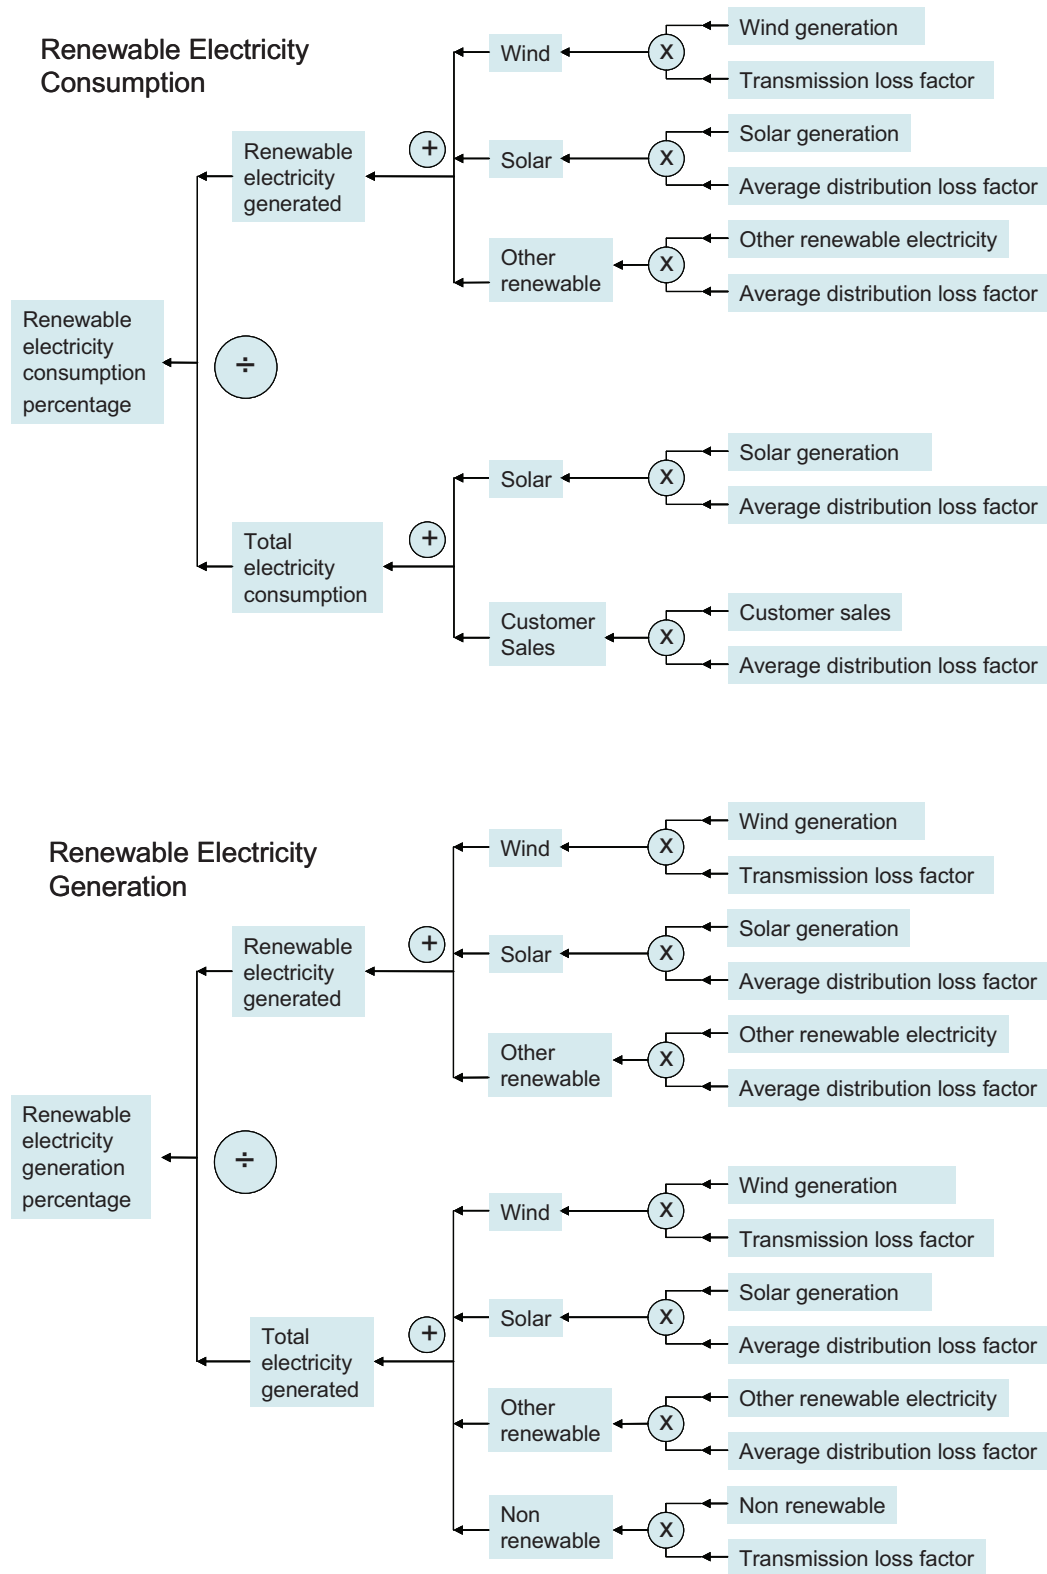 Renewable Electricity
Consumption
Wind generation
Wind
X
Transmission loss factor
Solar generation
Renewable
electricity
generated
+
Solar
X
Average distribution loss factor
Other renewable electricity
Other
renewable
X
Average distribution loss factor
Renewable
electricity
consumption
percentage
÷
Solar generation
Solar
X
Average distribution loss factor
Total
electricity
consumption
+
Customer sales
Customer
Sales
X
Average distribution loss factor
Renewable Electricity
Generation
Wind generation
Wind
X
Transmission loss factor
Solar generation
Renewable
electricity
generated
+
Solar
X
Average distribution loss factor
Other renewable electricity
Other
renewable
X
Average distribution loss factor
Renewable
electricity
generation
percentage
÷
Wind generation
Wind
X
Transmission loss factor
Solar generation
Solar
X
Average distribution loss factor
Total
electricity
generated
+
Other renewable electricity
Other
renewable
X
Average distribution loss factor
Non renewable
Non
renewable
X
Transmission loss factor